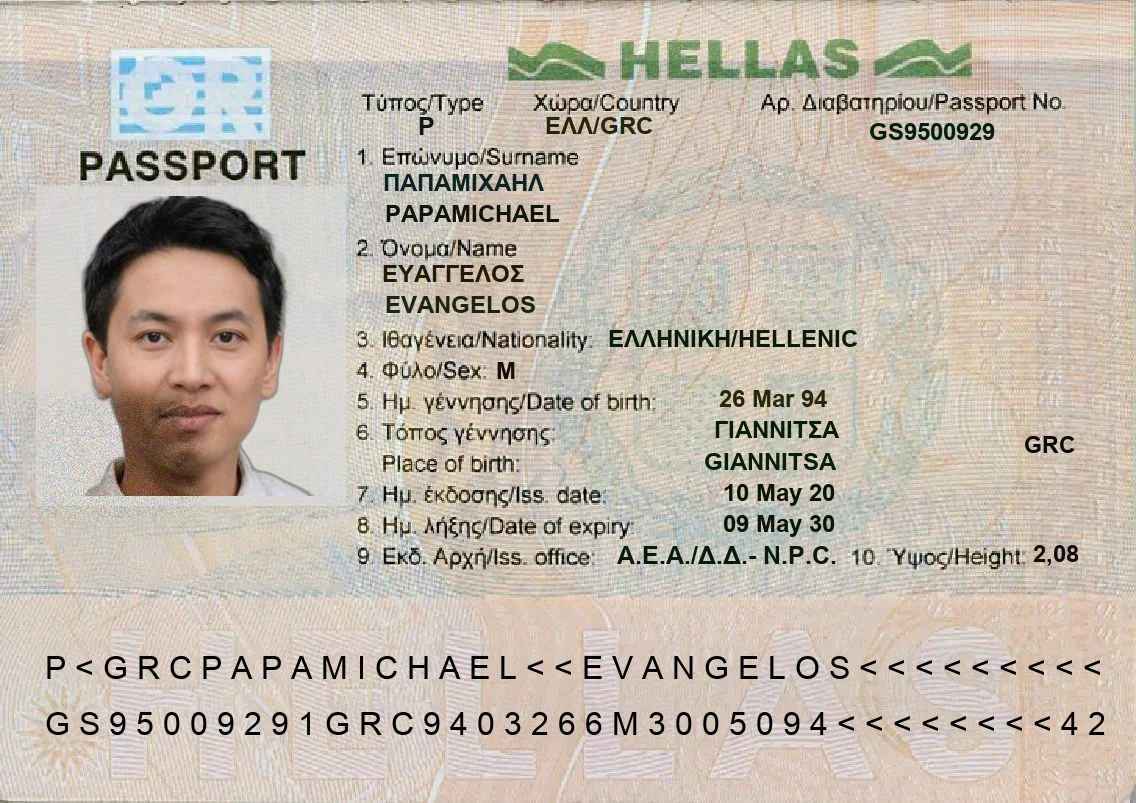 GR
HELLAS
PASSPORT
Τύπος/Type Χώρα/Country Αρ. Διαβατηρίου/Passport No.
P ΕΛΛ/GRC GS9500929
1. Επώνυμο/Surname
ΠΑΠΑΜΙΧΑΗΛ
PAPAMICHAEL
2. Όνομα/Name
ΕΥΑΓΓΕΛΟΣ
EVANGELOS
3. Ιθαγένεια/Nationality: ΕΛΛΗΝΙΚΗ/HELLENIC
4. Φύλο/Sex: M
5. Ημ. γέννησης/Date of birth: 26 Mar 94
6. Τόπος γέννησης: ΓΙΑΝΝΙΤΣΑ
Place of birth: GIANNITSA GRC
7. Ημ. έκδοσης/Iss. date: 10 May 20
8. Ημ. λήξης/Date of expiry: 09 May 30
9 Εκδ. Αρχή/Iss. office: Α.Ε.Α./Δ.Δ.- N.P.C. 10. Ύψος/Height: 2,08
HELLAS
P<GRCPAPAMICHAEL<<EVANGELOS<<<<<<<<<
GS95009291GRC9403266M3005094<<<<<<<<42